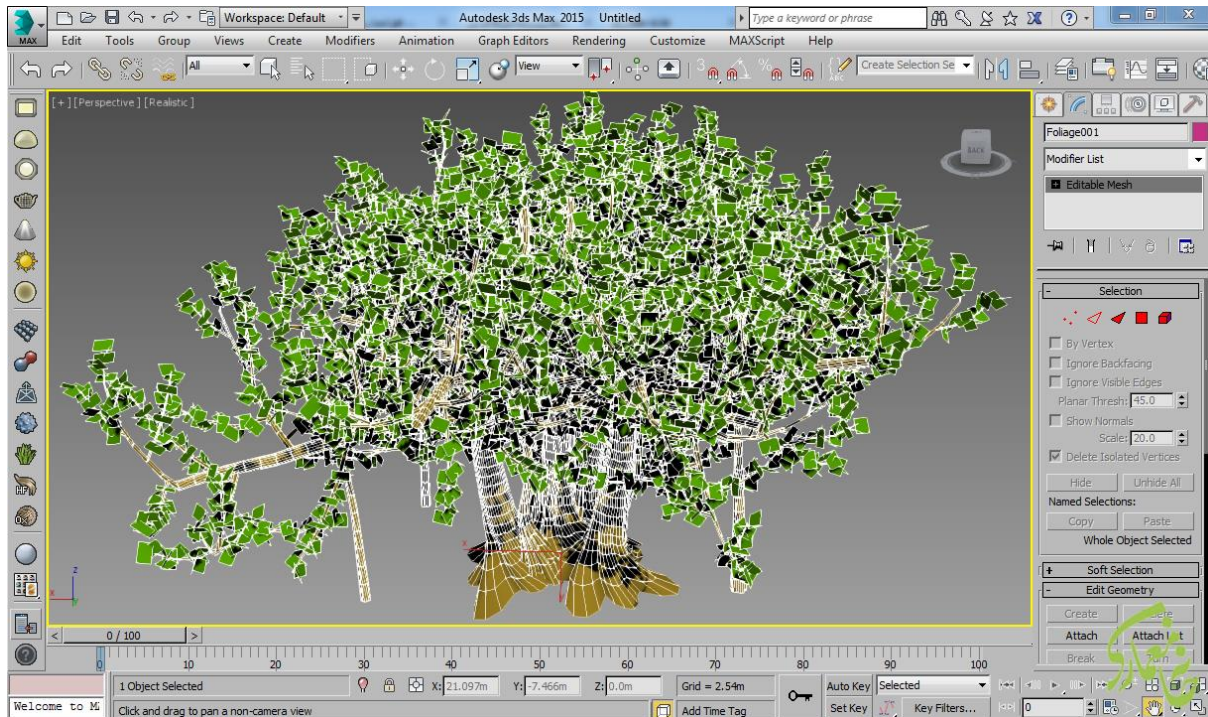 Workspace: Default
Autodesk 3ds Max 2015 Untitled
Type a keyword or phrase
MAX
Edit Tools Group Views Create Modifiers Animation Graph Editors Rendering Customize MAXScript Help
All
View
Create Selection Se
[+][Perspective][Realistic]
BACK
Foliage001
Modifier List
Editable Mesh
Selection
By Vertex
Ignore Backfacing
Ignore Visible Edges
Planar Thresh: 45.0
Show Normals
Scale: 20.0
Delete Isolated Vertices
Hide Unhide All
Named Selections:
Copy Paste
Whole Object Selected
Soft Selection
Edit Geometry
Create
Attach
Break
z
x
x
0 / 100
0 10 20 30 40 50 60 70 80 90 100
1 Object Selected X: 21.097m Y: -7.466m Z: 0.0m Grid = 2.54m Auto Key Selected
Welcome to M
Click and drag to pan a non-camera view Add Time Tag Set Key Key Filters... 0